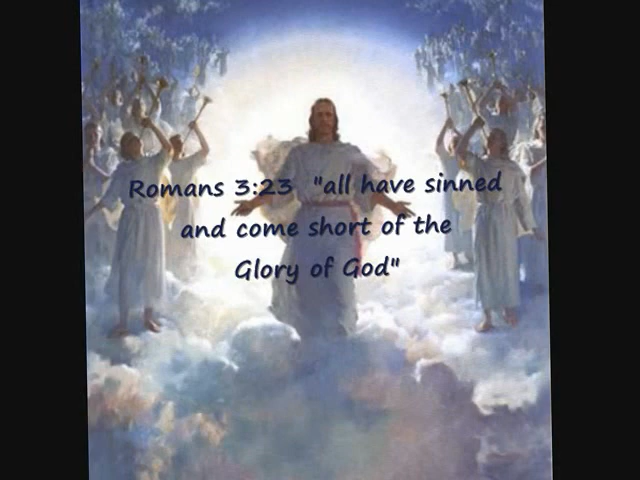 Romans 3:23 "all have sinned
and come short of the
Glory of God"